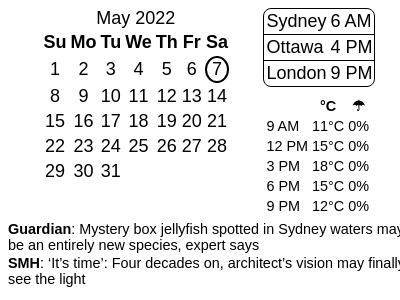 May 2022
Su Mo Tu We Th Fr Sa
1 2 3 4 5 6 7
8 9 10 11 12 13 14
15 16 17 18 19 20 21
22 23 24 25 26 27 28
29 30 31
Sydney 6 AM
Ottawa 4 PM
London 9 PM
°C ☂
9 AM 11°C 0%
12 PM 15°C 0%
3 PM 18°C 0%
6 PM 15°C 0%
9 PM 12°C 0%
Guardian: Mystery box jellyfish spotted in Sydney waters may
be an entirely new species, expert says
SMH: ‘It’s time’: Four decades on, architect’s vision may finally
see the light